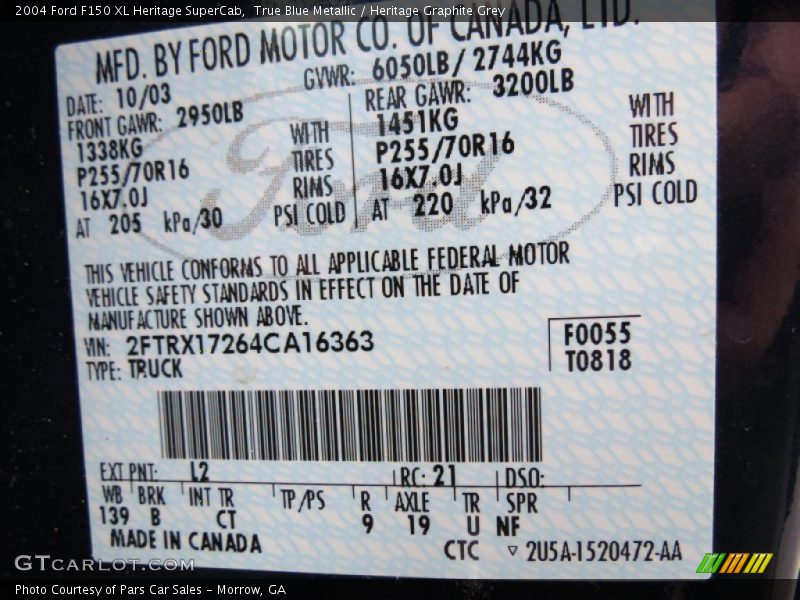 2004 Ford F150 XL Heritage SuperCab,  True Blue Metallic / Heritage Graphite Grey
MFD. BY FORD MOTOR CO. OF CANADA, LTD.
DATE: 10/03 GVWR: 6050LB/ 2744KG
FRONT GAWR: 2950LB REAR GAWR: 3200LB
1338KG WITH 1451KG WITH
P255/70R16 TIRES P255/70R16 TIRES
16X7.0J RIMS 16X7.0J RIMS
AT 205 kPa/30 PSI COLD AT 220 kPa/32 PSI COLD
Ford
THIS VEHICLE CONFORMS TO ALL APPLICABLE FEDERAL MOTOR
VEHICLE SAFETY STANDARDS IN EFFECT ON THE DATE OF
MANUFACTURE SHOWN ABOVE.
VIN: 2FTRX17264CA16363 F0055
TYPE: TRUCK T0818
EXT PNT: L2 RC: 21 DSO:
WB BRK INT TR TP/PS R AXLE TR SPR
139 B CT 9 19 U NF
MADE IN CANADA
CTC ▽ 2U5A-1520472-AA
GTCARLOT.COM
Photo Courtesy of Pars Car Sales - Morrow, GA